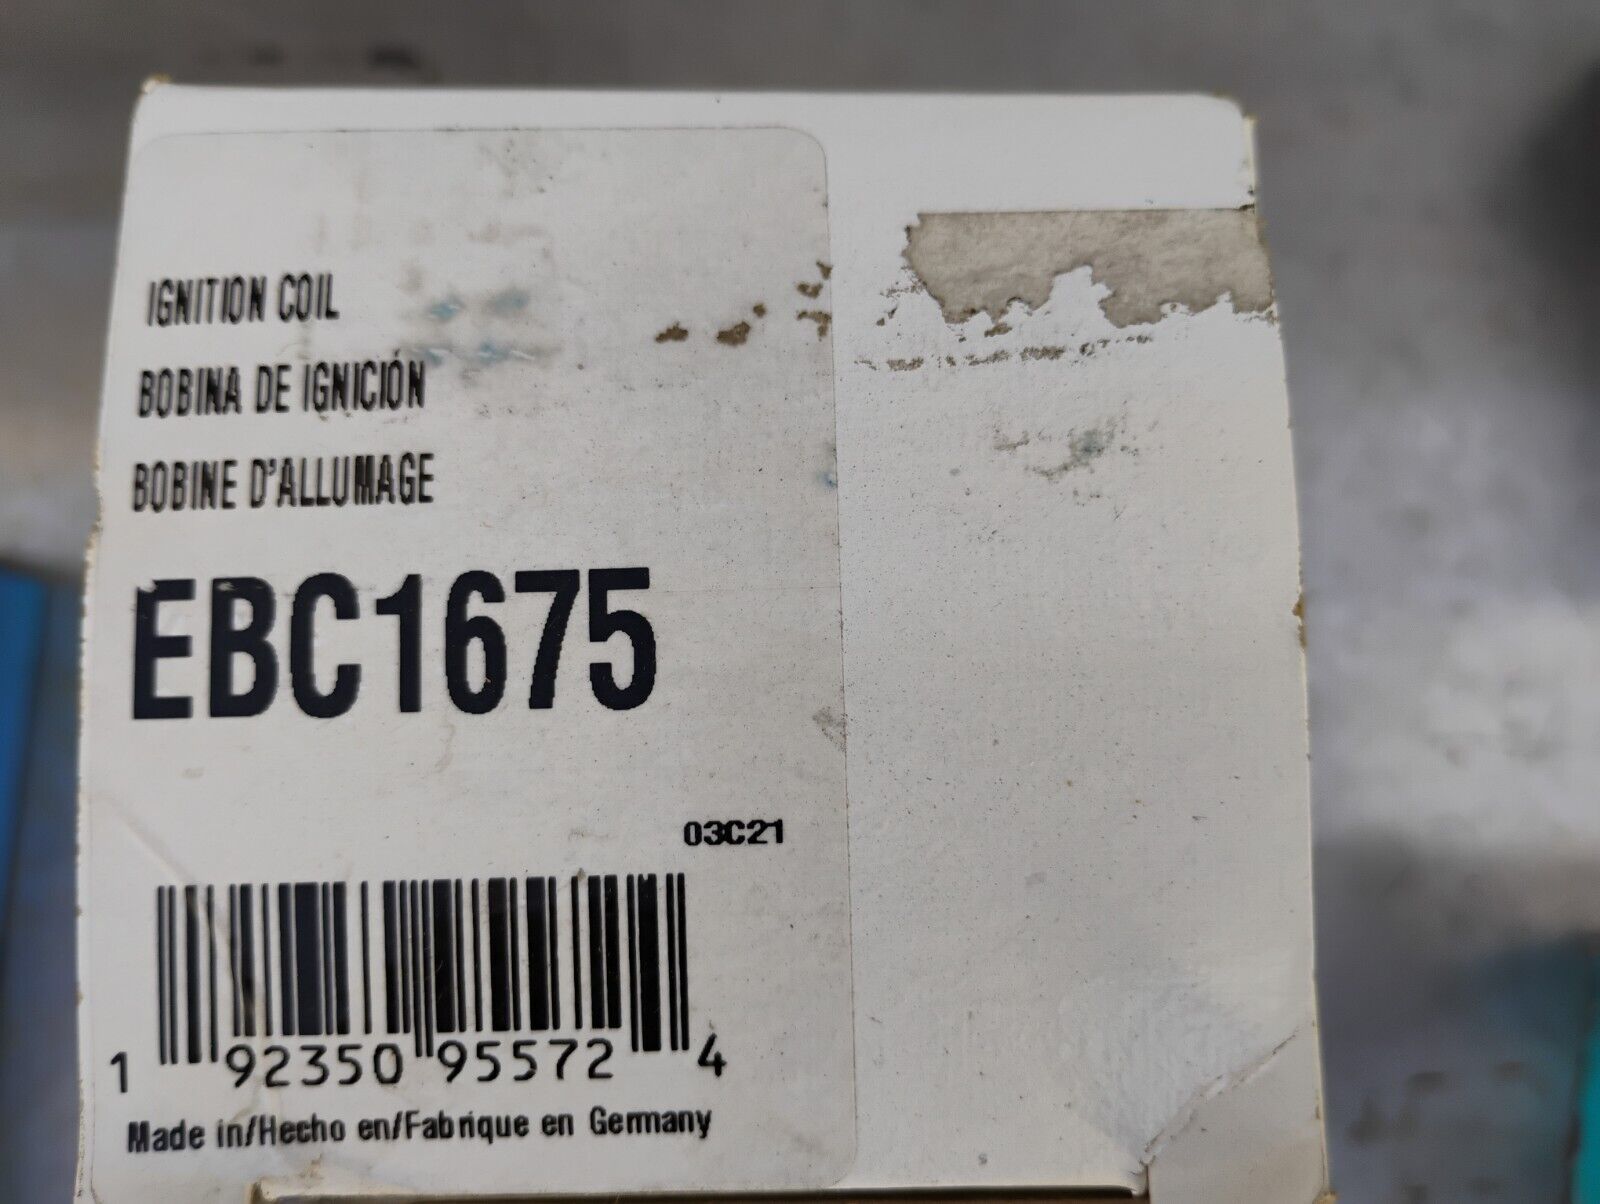 IGNITION COIL
BOBINA DE IGNICIÓN
BOBINE D'ALLUMAGE
EBC1675
03C21
1 92350 95572 4
Made in/Hecho en/Fabrique en Germany